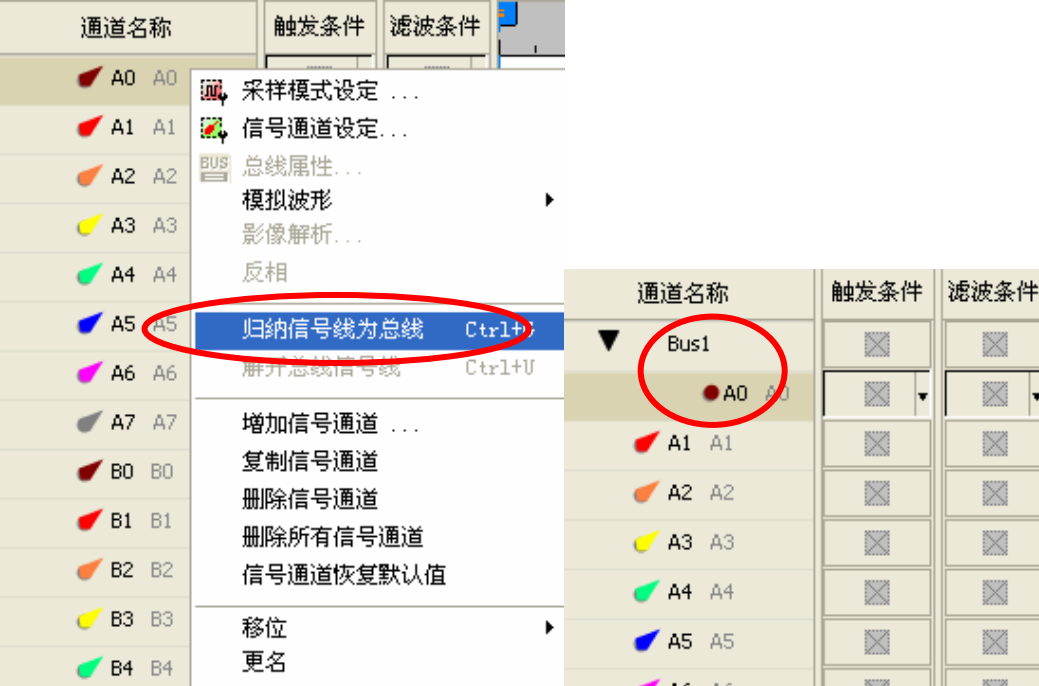 通道名称 触发条件 滤波条件
A0 A0
A1 A1
A2 A2
A3 A3
A4 A4
A5 A5
A6 A6
A7 A7
B0 B0
B1 B1
B2 B2
B3 B3
B4 B4
采样模式设定 ...
信号通道设定...
BUS 总线属性...
模拟波形
影像解析...
反相
归纳信号线为总线 Ctrl+G
解开总线信号线 Ctrl+U
增加信号通道 ...
复制信号通道
删除信号通道
删除所有信号通道
信号通道恢复默认值
移位
更名
通道名称 触发条件 滤波条件
Bus1
A0 A0
A1 A1
A2 A2
A3 A3
A4 A4
A5 A5